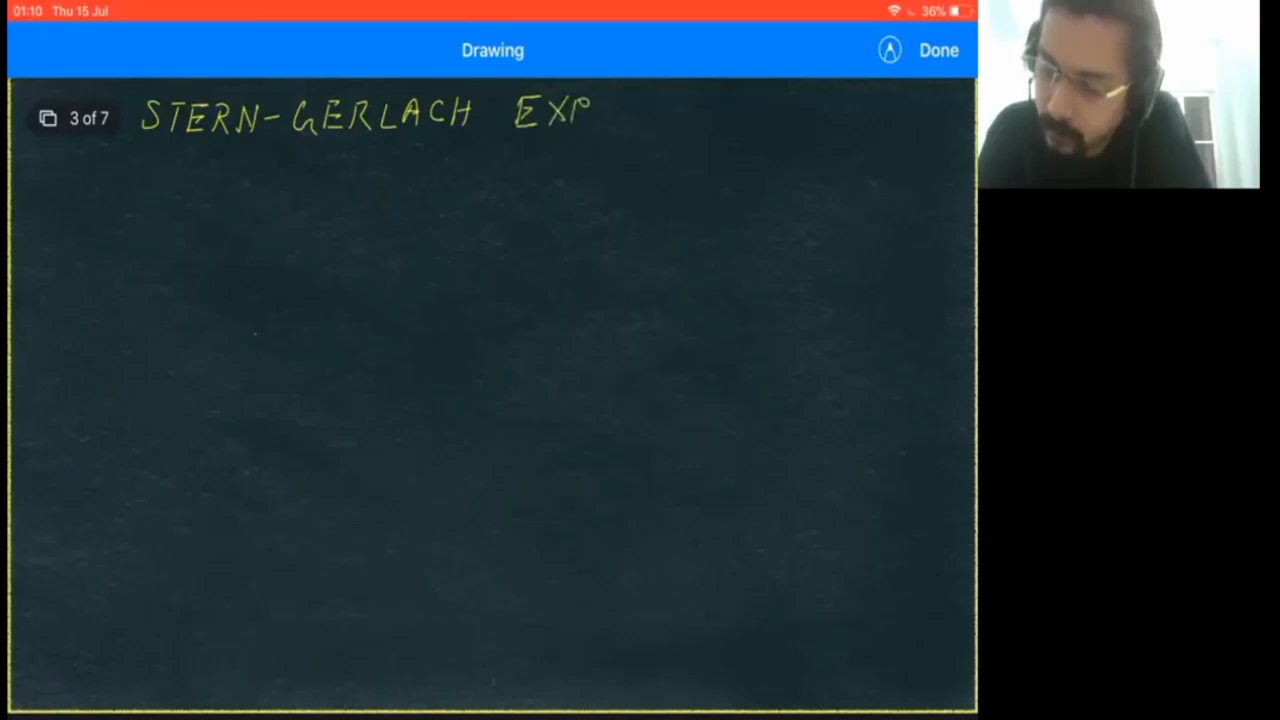 01:10 Thu 15 Jul
36%
Drawing
Done
3 of 7
STERN-GERLACH EXP